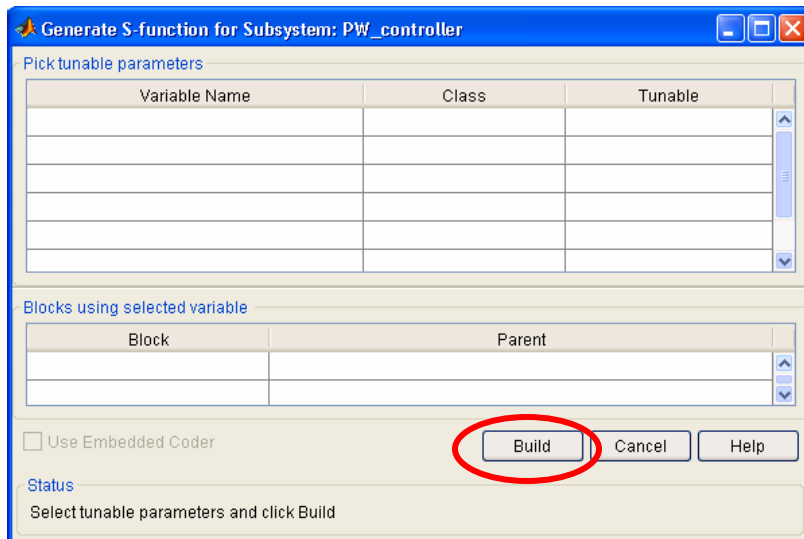 Generate S-function for Subsystem: PW_controller
Pick tunable parameters
Variable Name Class Tunable
Blocks using selected variable
Block Parent
Use Embedded Coder Build Cancel Help
Status
Select tunable parameters and click Build